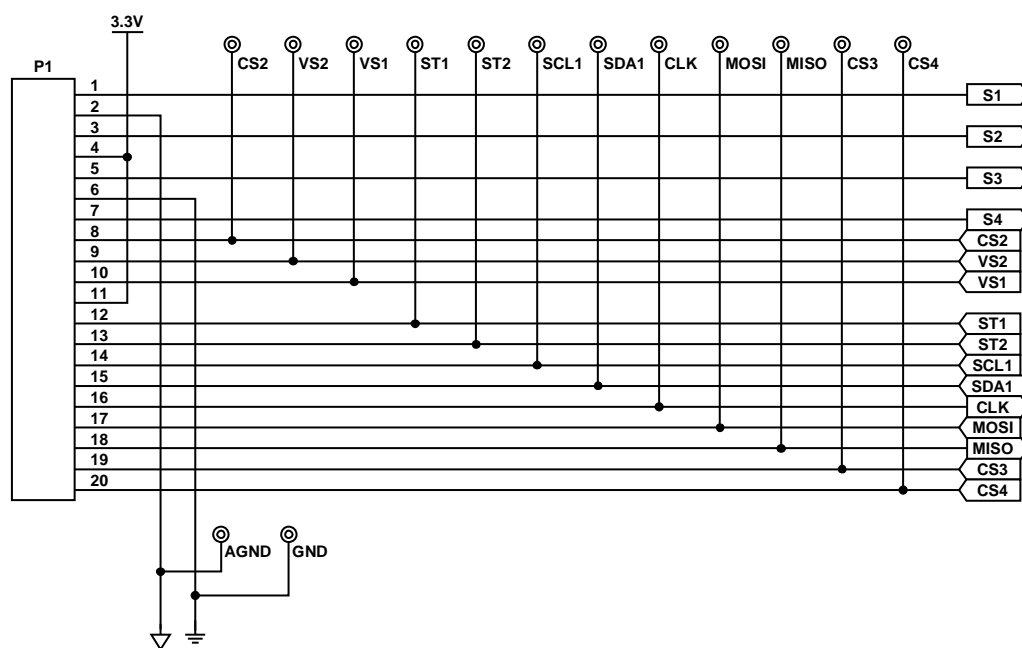 3.3V
P1
CS2 VS2 VS1 ST1 ST2 SCL1 SDA1 CLK MOSI MISO CS3 CS4
1 S1
2
3 S2
4
5 S3
6
7 S4
8 CS2
9 VS2
10 VS1
11
12 ST1
13 ST2
14 SCL1
15 SDA1
16 CLK
17 MOSI
18 MISO
19 CS3
20 CS4
AGND GND